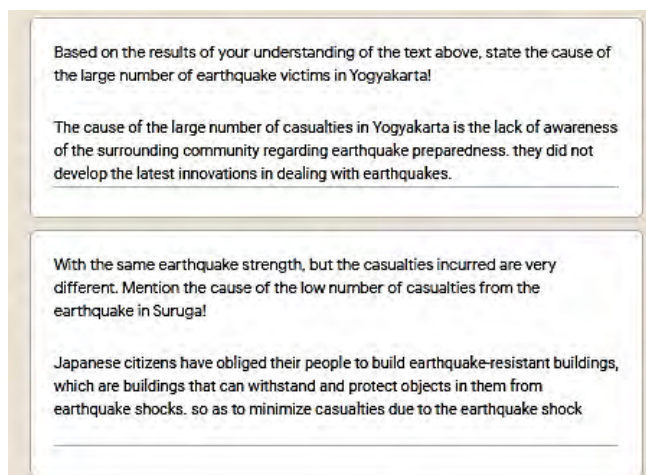 Based on the results of your understanding of the text above, state the cause of
the large number of earthquake victims in Yogyakarta!
The cause of the large number of casualties in Yogyakarta is the lack of awareness
of the surrounding community regarding earthquake preparedness. they did not
develop the latest innovations in dealing with earthquakes.
With the same earthquake strength, but the casualties incurred are very
different. Mention the cause of the low number of casualties from the
earthquake in Suruga!
Japanese citizens have obliged their people to build earthquake-resistant buildings,
which are buildings that can withstand and protect objects in them from
earthquake shocks. so as to minimize casualties due to the earthquake shock